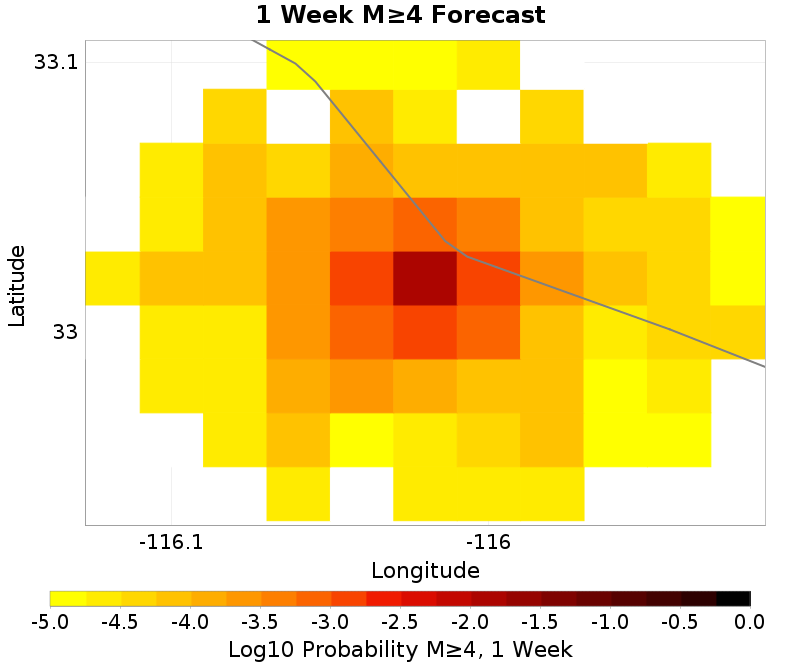 1 Week M≥4 Forecast
33.1
33
Latitude
-116.1 -116
Longitude
-5.0 -4.5 -4.0 -3.5 -3.0 -2.5 -2.0 -1.5 -1.0 -0.5 0.0
Log10 Probability M≥4, 1 Week